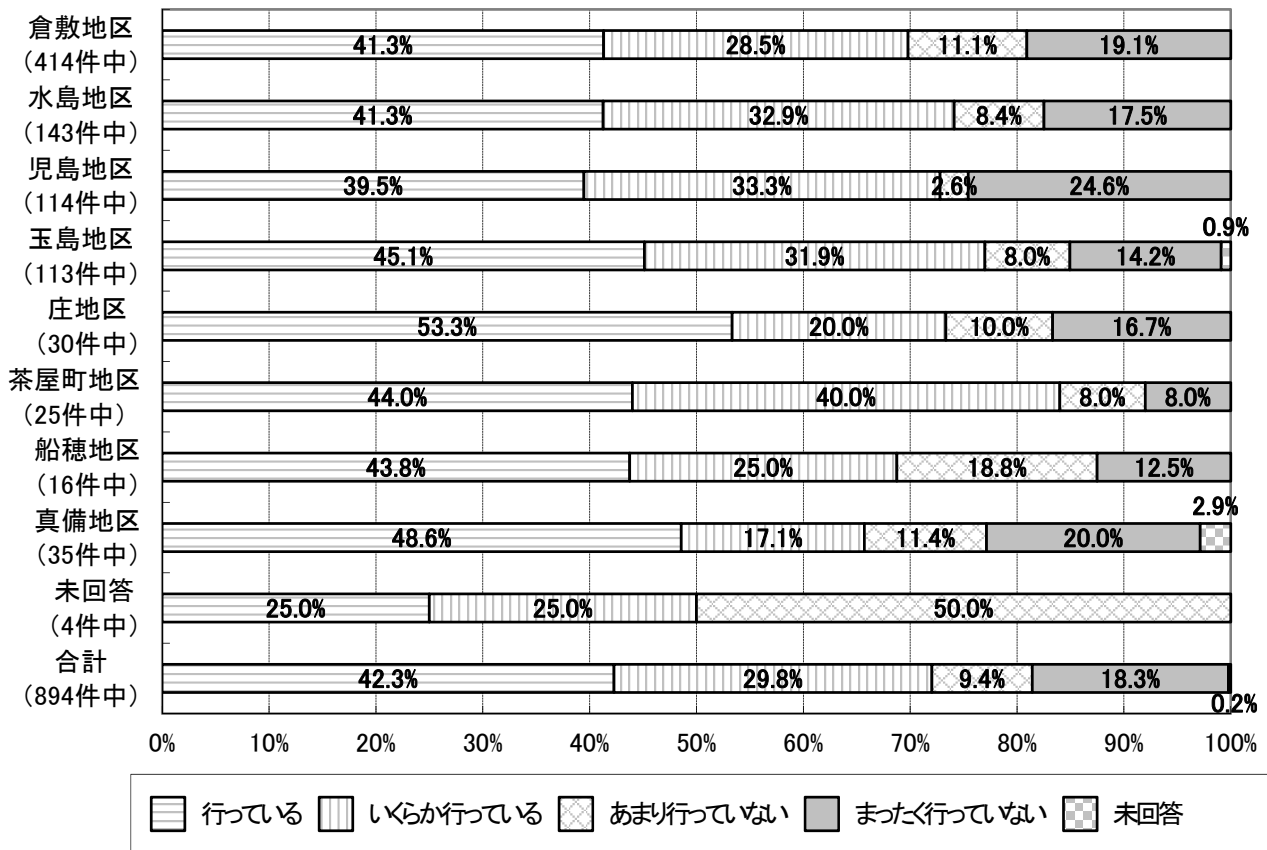 倉敷地区
(414件中)
41.3% 28.5% 11.1% 19.1%
水島地区
(143件中)
41.3% 32.9% 8.4% 17.5%
児島地区
(114件中)
39.5% 33.3% 2.6% 24.6%
玉島地区
(113件中)
45.1% 31.9% 8.0% 14.2% 0.9%
庄地区
(30件中)
53.3% 20.0% 10.0% 16.7%
茶屋町地区
(25件中)
44.0% 40.0% 8.0% 8.0%
船穂地区
(16件中)
43.8% 25.0% 18.8% 12.5%
真備地区
(35件中)
48.6% 17.1% 11.4% 20.0% 2.9%
未回答
(4件中)
25.0% 25.0% 50.0%
合計
(894件中)
42.3% 29.8% 9.4% 18.3% 0.2%
0% 10% 20% 30% 40% 50% 60% 70% 80% 90% 100%
行っている いくらか行っている あまり行っていない まったく行っていない 未回答